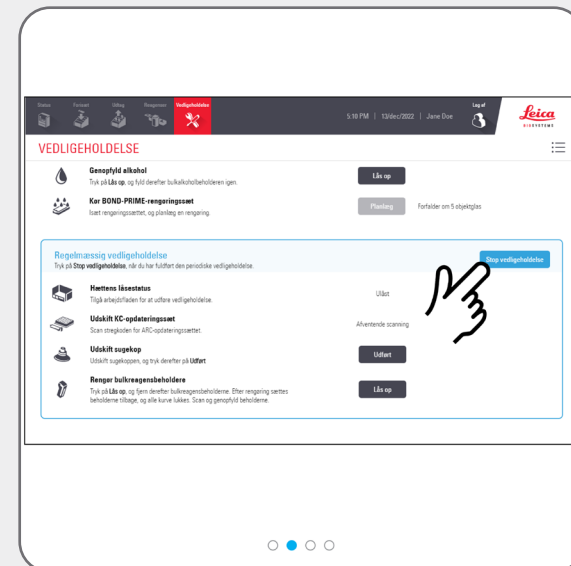 Status Forisæt Udtag Reagenser Vedligeholdelse
5:10 PM | 13/dec/2022 | Jane Doe
Log af
Leica
BIOSYSTEMS
VEDLIGEHOLDELSE
Genopfyld alkohol
Tryk på Lås op, og fyld derefter bulkalkoholbeholderen igen.
Lås op
Kør BOND-PRIME-rengøringssæt
Isæt rengøringssættet, og planlæg en rengøring.
Planlæg
Forfalder om 5 objektglas
Regelmæssig vedligeholdelse
Tryk på Stop vedligeholdelse, når du har fuldført den periodiske vedligeholdelse.
Stop vedligeholdelse
Hættens låsestatus
Tilgå arbejdsfladen for at udføre vedligeholdelse.
Ulåst
Udskift KC-opdateringssæt
Scan stregkoden for ARC-opdateringssættet.
Afventende scanning
Udskift sugekop
Udskift sugekoppen, og tryk derefter på Udført.
Udført
Rengør bulkreagensbeholdere
Tryk på Lås op, og fjern derefter bulkreagensbeholderne. Efter rengøring sættes
beholderne tilbage, og alle kurve lukkes. Scan og genopfyld beholderne.
Lås op